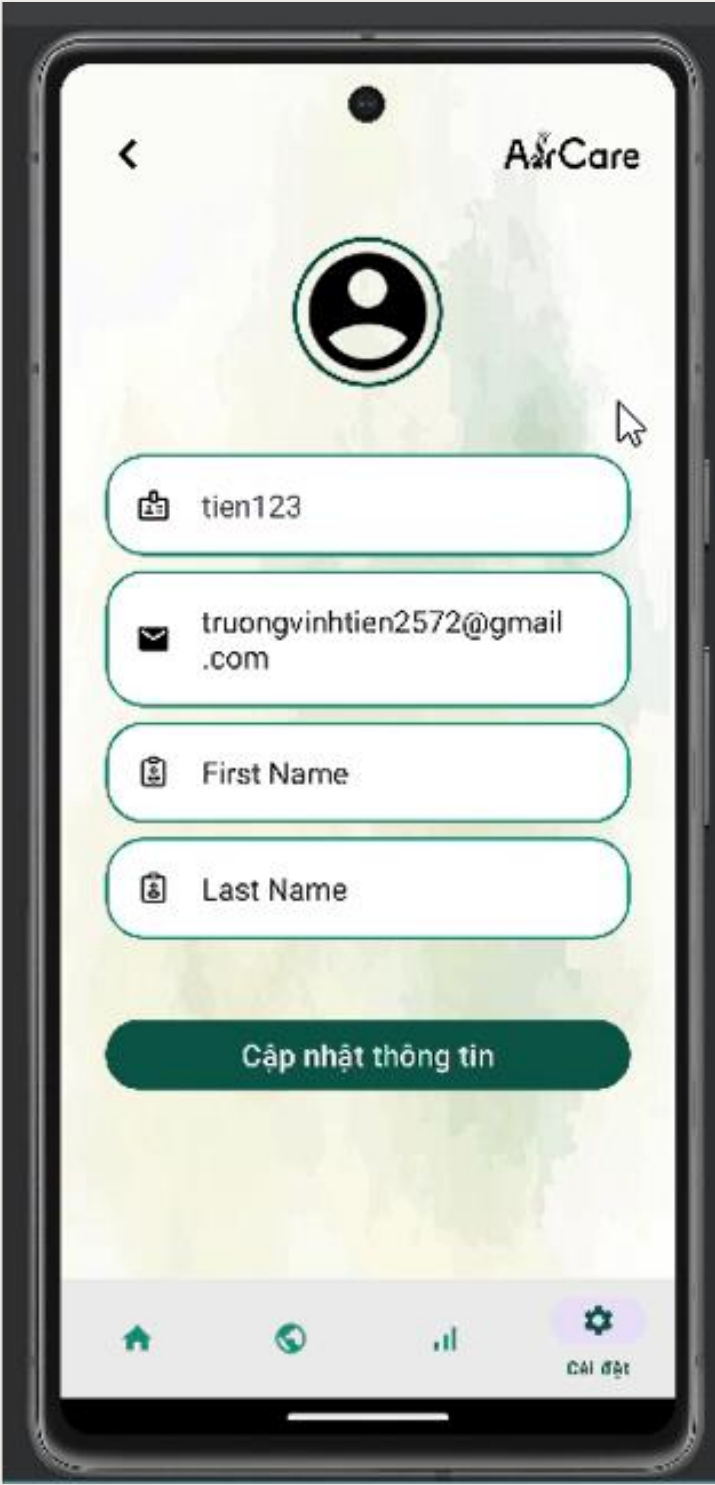 AirCare
tien123
truongvinhtien2572@gmail
.com
First Name
Last Name
Cập nhật thông tin
Cài đặt